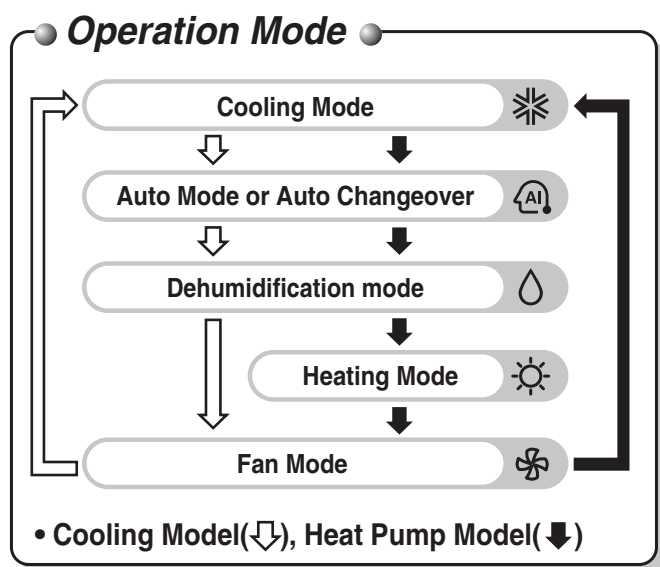 Operation Mode
Cooling Mode
Auto Mode or Auto Changeover
AI
Dehumidification mode
Heating Mode
Fan Mode
• Cooling Model(⇩), Heat Pump Model(🡇)